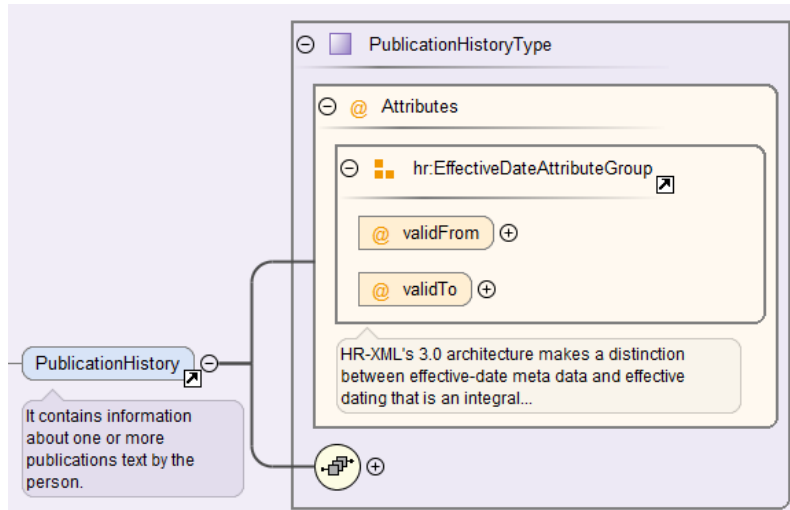 PublicationHistoryType
@ Attributes
hr:EffectiveDateAttributeGroup
@ validFrom
@ validTo
HR-XML's 3.0 architecture makes a distinction
between effective-date meta data and effective
dating that is an integral...
PublicationHistory
It contains information
about one or more
publications text by the
person.